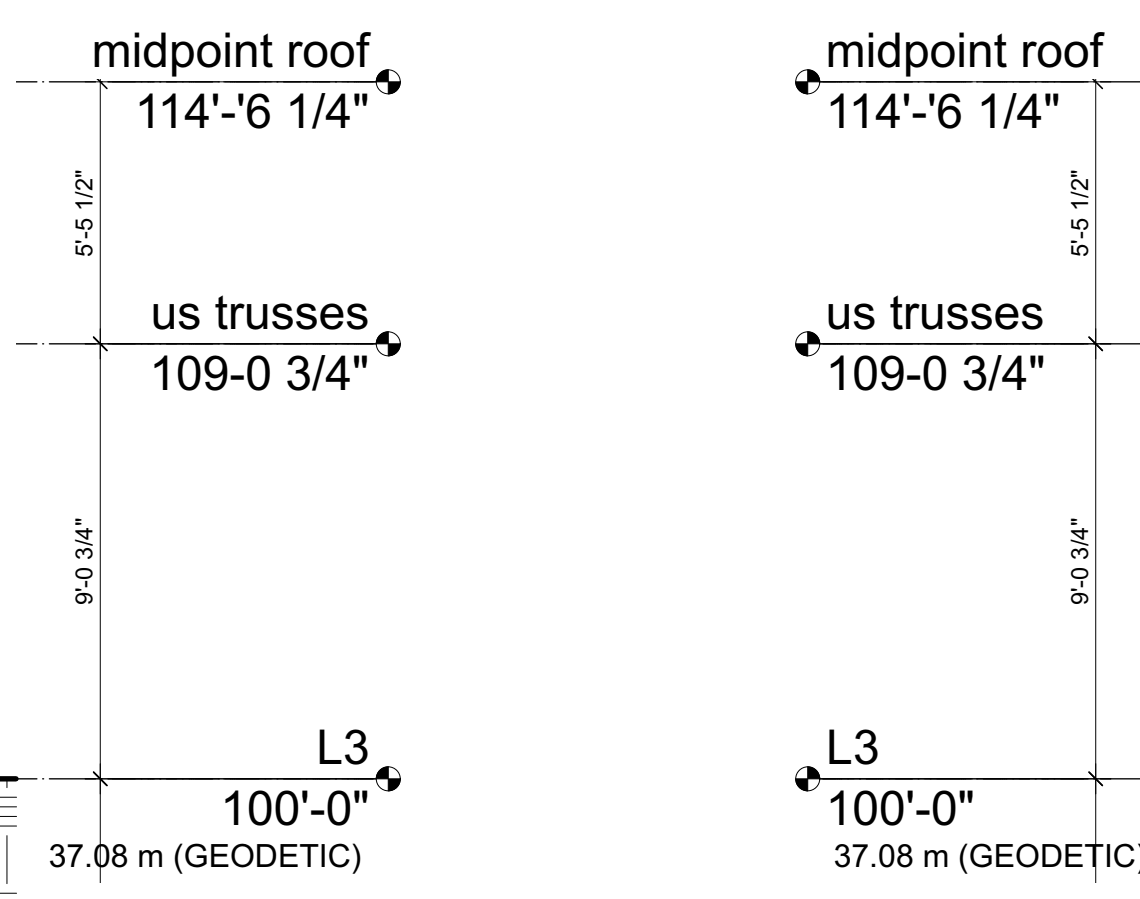 midpoint roof
114'-'6 1/4"
5'-5 1/2"
us trusses
109-0 3/4"
9'-0 3/4"
L3
100'-0"
37.08 m (GEODETIC)
midpoint roof
114'-'6 1/4"
5'-5 1/2"
us trusses
109-0 3/4"
9'-0 3/4"
L3
100'-0"
37.08 m (GEODETIC)